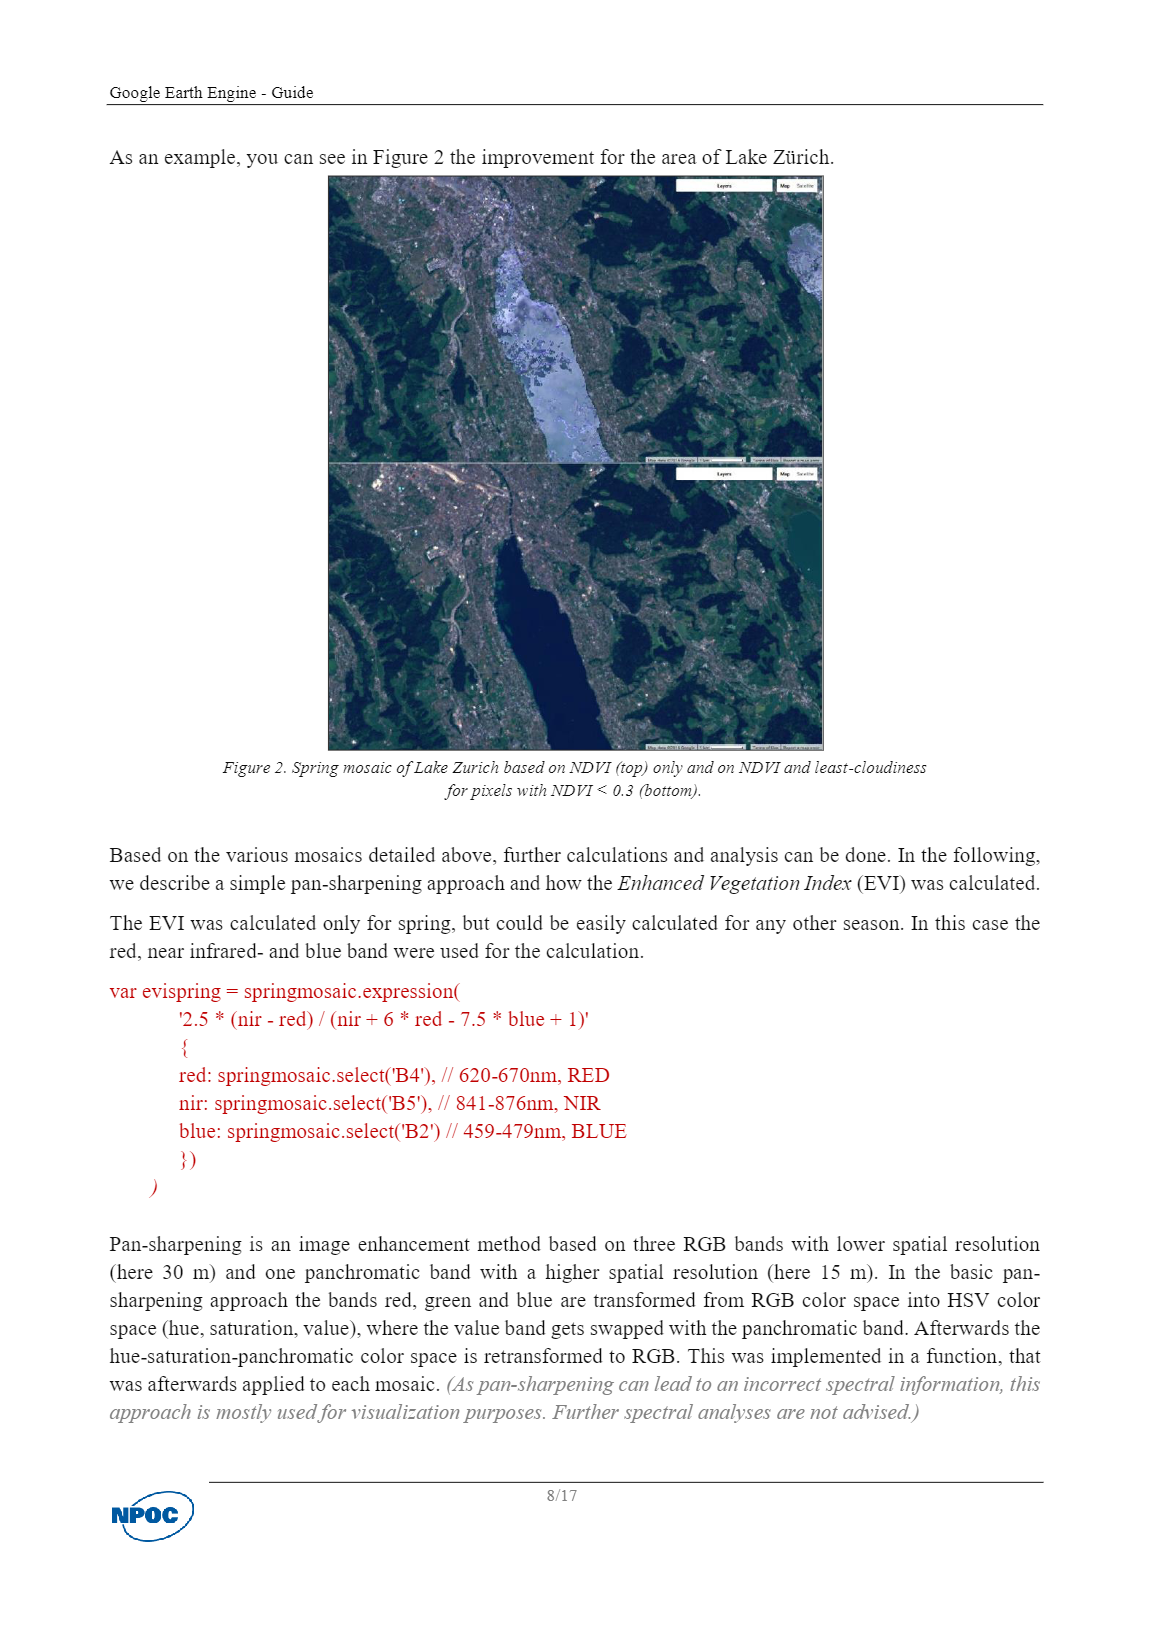 Google Earth Engine - Guide
As an example, you can see in Figure 2 the improvement for the area of Lake Zürich.
Layers
Map Satellite
Layers
Map Satellite
Figure 2. Spring mosaic of Lake Zurich based on NDVI (top) only and on NDVI and least-cloudiness
for pixels with NDVI < 0.3 (bottom).
Based on the various mosaics detailed above, further calculations and analysis can be done. In the following,
we describe a simple pan-sharpening approach and how the Enhanced Vegetation Index (EVI) was calculated.
The EVI was calculated only for spring, but could be easily calculated for any other season. In this case the
red, near infrared- and blue band were used for the calculation.
var evispring = springmosaic.expression(
'2.5 * (nir - red) / (nir + 6 * red - 7.5 * blue + 1)'
{
red: springmosaic.select('B4'), // 620-670nm, RED
nir: springmosaic.select('B5'), // 841-876nm, NIR
blue: springmosaic.select('B2') // 459-479nm, BLUE
})
)
Pan-sharpening is an image enhancement method based on three RGB bands with lower spatial resolution
(here 30 m) and one panchromatic band with a higher spatial resolution (here 15 m). In the basic pan-
sharpening approach the bands red, green and blue are transformed from RGB color space into HSV color
space (hue, saturation, value), where the value band gets swapped with the panchromatic band. Afterwards the
hue-saturation-panchromatic color space is retransformed to RGB. This was implemented in a function, that
was afterwards applied to each mosaic. (As pan-sharpening can lead to an incorrect spectral information, this
approach is mostly used for visualization purposes. Further spectral analyses are not advised.)
8/17
NPOC